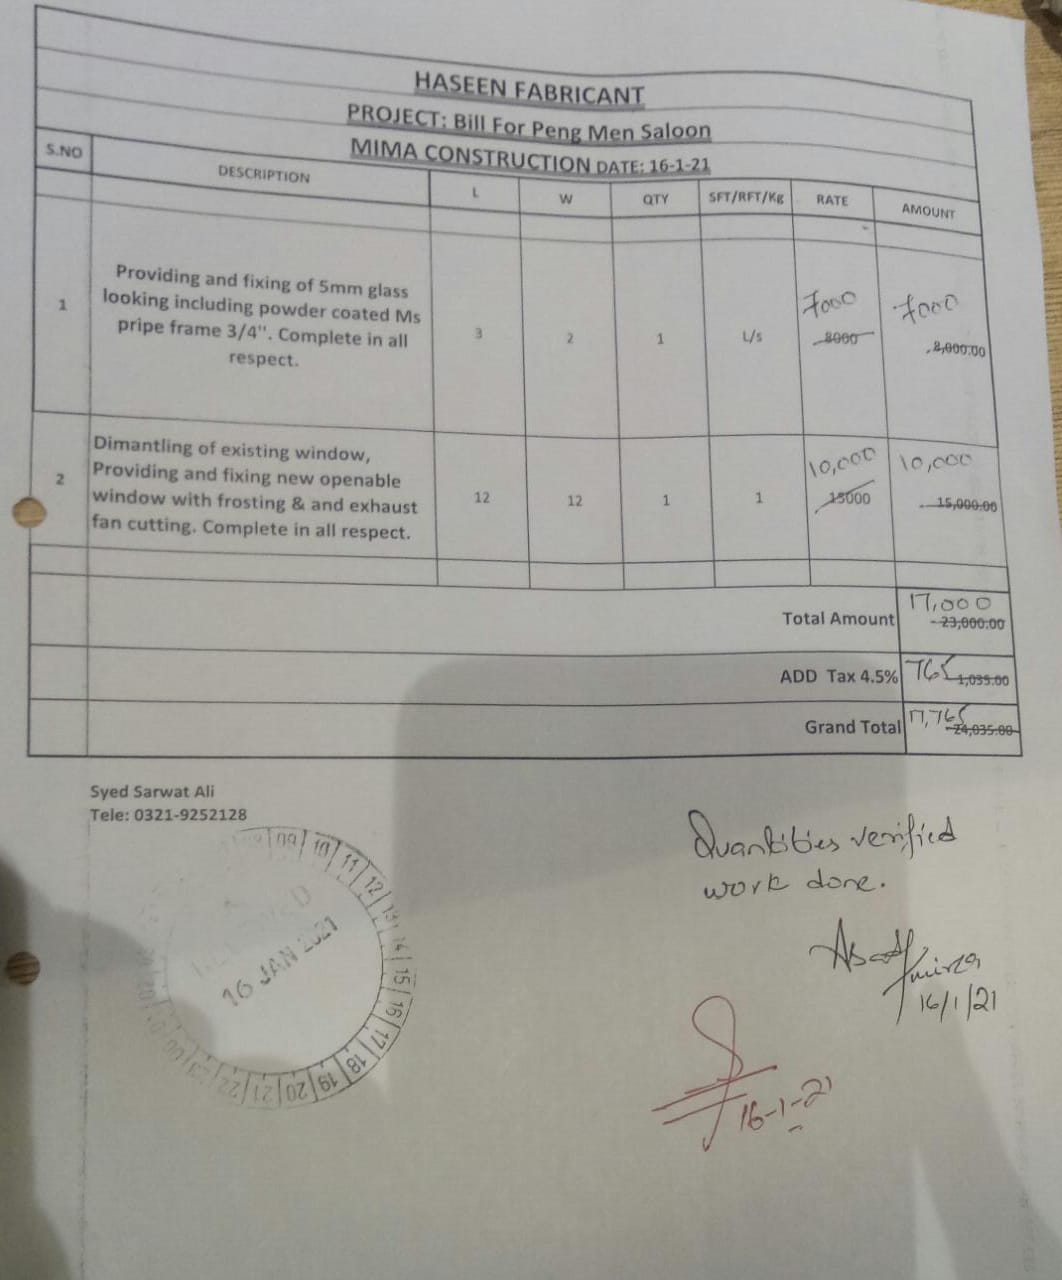 HASEEN FABRICANT
PROJECT: Bill For Peng Men Saloon
MIMA CONSTRUCTION DATE: 16-1-21
S.NO DESCRIPTION L W QTY SFT/RFT/Kg RATE AMOUNT
Providing and fixing of 5mm glass
looking including powder coated Ms
pripe frame 3/4". Complete in all
respect.
1 3 2 1 L/s
7000 7000
8000 8,000.00
Dimantling of existing window,
Providing and fixing new openable
window with frosting & and exhaust
fan cutting. Complete in all respect.
2 12 12 1 1
10,000 10,000
15000 15,000.00
17,000
Total Amount 23,000.00
ADD Tax 4.5% 765 1,035.00
Grand Total 17,765 24,035.00
Syed Sarwat Ali
Tele: 0321-9252128
Quantities verified
work done.
16/1/21
16-1-21
16 JAN 2021
09 10 11 12 13 14 15 16 17 18 19 20 21 22 23 00